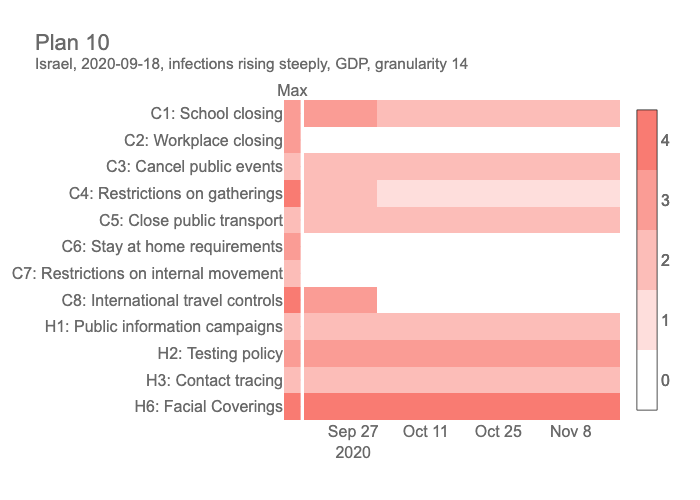 Plan 10
Israel, 2020-09-18, infections rising steeply, GDP, granularity 14
Max
C1: School closing
C2: Workplace closing
C3: Cancel public events
C4: Restrictions on gatherings
C5: Close public transport
C6: Stay at home requirements
C7: Restrictions on internal movement
C8: International travel controls
H1: Public information campaigns
H2: Testing policy
H3: Contact tracing
H6: Facial Coverings
Sep 27 Oct 11 Oct 25 Nov 8
2020
4
3
2
1
0